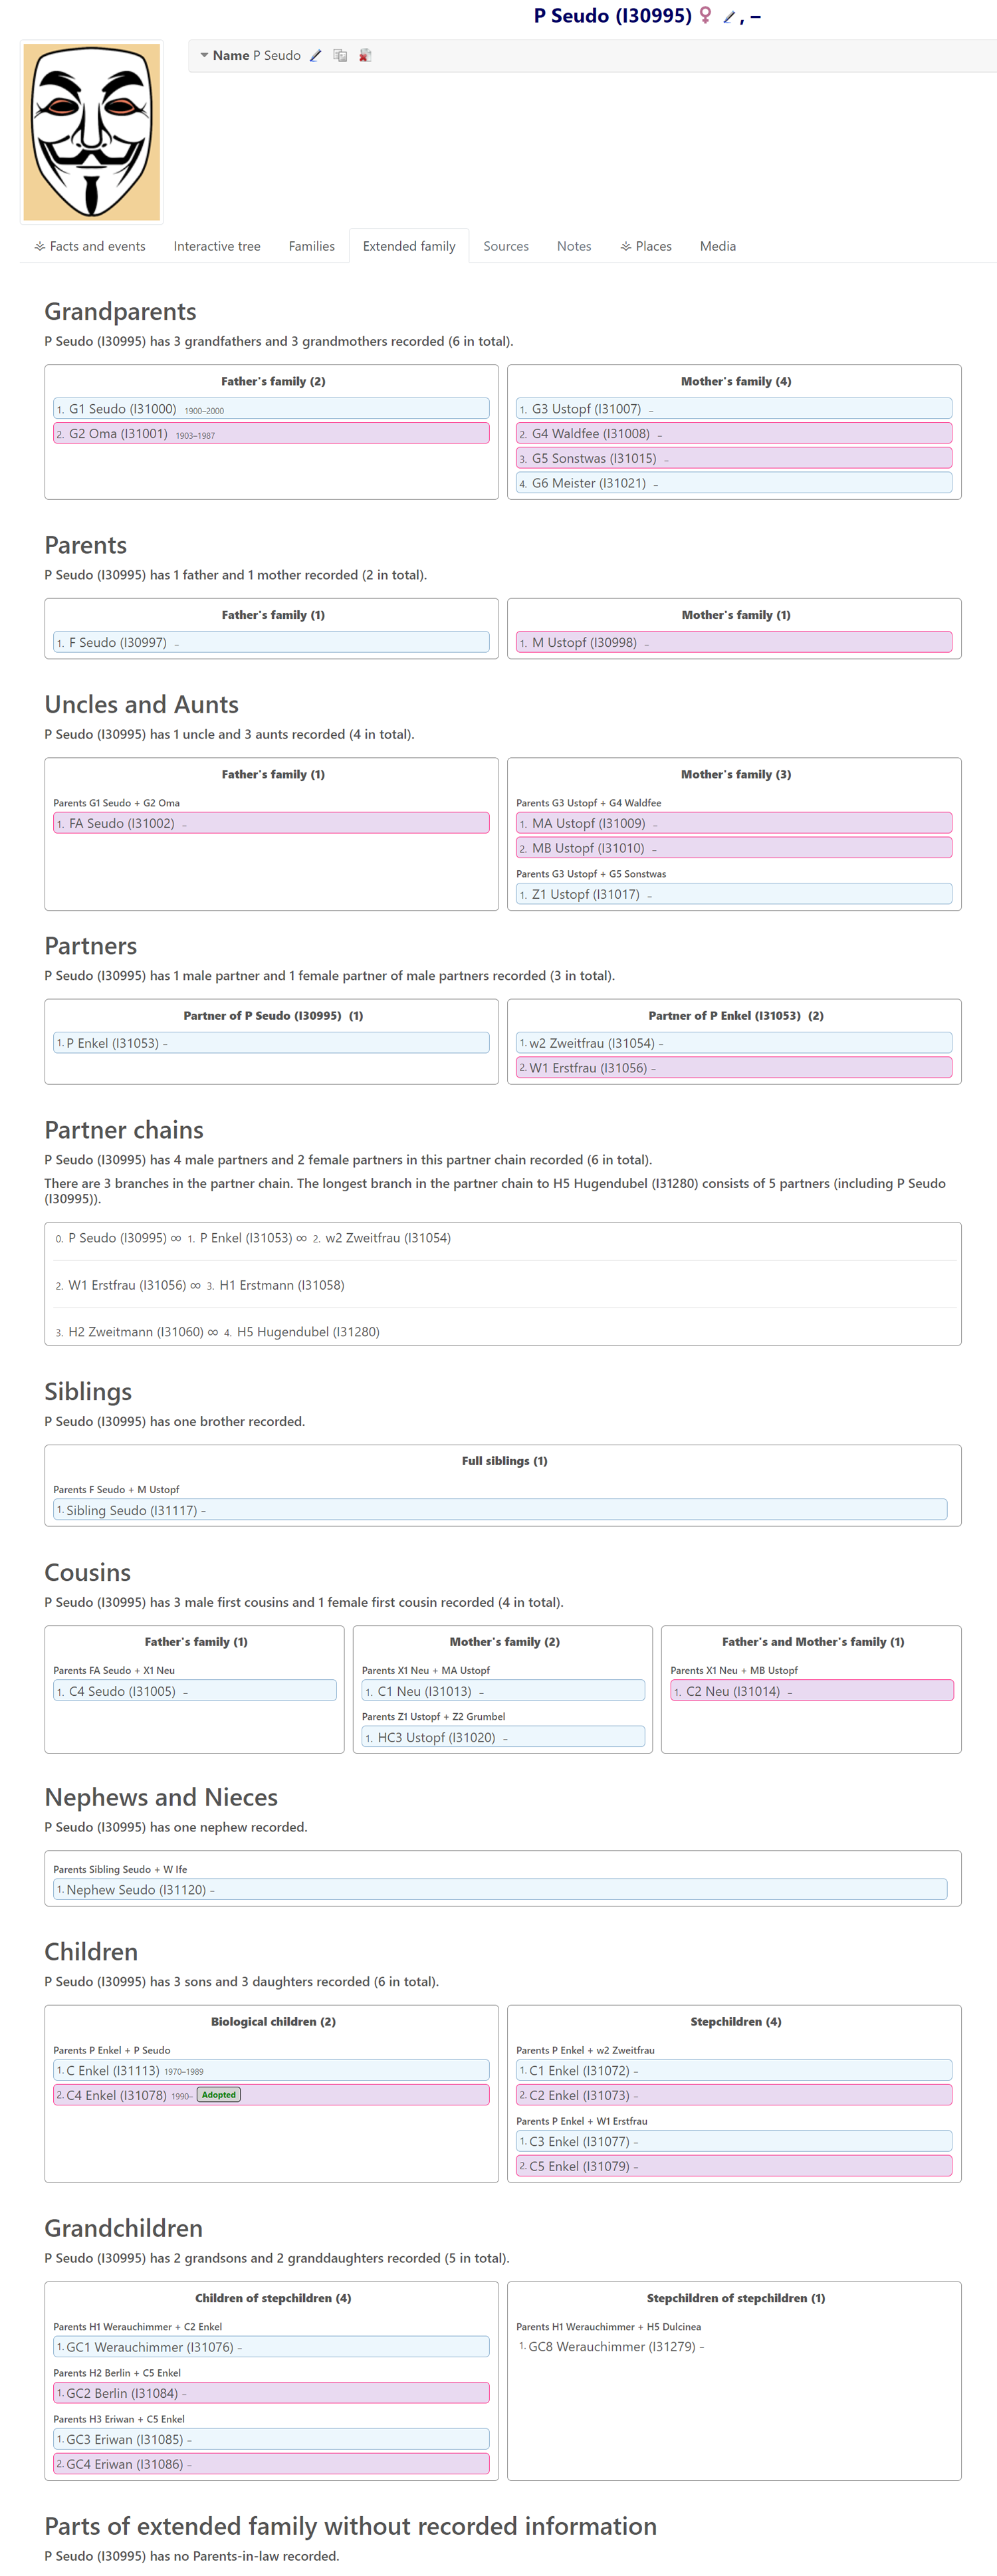 P Seudo (I30995) ♀ , –
Name P Seudo
Facts and events Interactive tree Families Extended family Sources Notes Places Media
Grandparents
P Seudo (I30995) has 3 grandfathers and 3 grandmothers recorded (6 in total).
Father's family (2)
1. G1 Seudo (I31000) 1900–2000
2. G2 Oma (I31001) 1903–1987
Mother's family (4)
1. G3 Ustopf (I31007) –
2. G4 Waldfee (I31008) –
3. G5 Sonstwas (I31015) –
4. G6 Meister (I31021) –
Parents
P Seudo (I30995) has 1 father and 1 mother recorded (2 in total).
Father's family (1)
1. F Seudo (I30997) –
Mother's family (1)
1. M Ustopf (I30998) –
Uncles and Aunts
P Seudo (I30995) has 1 uncle and 3 aunts recorded (4 in total).
Father's family (1)
Parents G1 Seudo + G2 Oma
1. FA Seudo (I31002) –
Mother's family (3)
Parents G3 Ustopf + G4 Waldfee
1. MA Ustopf (I31009) –
2. MB Ustopf (I31010) –
Parents G3 Ustopf + G5 Sonstwas
1. Z1 Ustopf (I31017) –
Partners
P Seudo (I30995) has 1 male partner and 1 female partner of male partners recorded (3 in total).
Partner of P Seudo (I30995) (1)
1. P Enkel (I31053) –
Partner of P Enkel (I31053) (2)
1. w2 Zweitfrau (I31054) –
2. W1 Erstfrau (I31056) –
Partner chains
P Seudo (I30995) has 4 male partners and 2 female partners in this partner chain recorded (6 in total).
There are 3 branches in the partner chain. The longest branch in the partner chain to H5 Hugendubel (I31280) consists of 5 partners (including P Seudo
(I30995)).
0. P Seudo (I30995) ∞ 1. P Enkel (I31053) ∞ 2. w2 Zweitfrau (I31054)
2. W1 Erstfrau (I31056) ∞ 3. H1 Erstmann (I31058)
3. H2 Zweitmann (I31060) ∞ 4. H5 Hugendubel (I31280)
Siblings
P Seudo (I30995) has one brother recorded.
Full siblings (1)
Parents F Seudo + M Ustopf
1. Sibling Seudo (I31117) –
Cousins
P Seudo (I30995) has 3 male first cousins and 1 female first cousin recorded (4 in total).
Father's family (1)
Parents FA Seudo + X1 Neu
1. C4 Seudo (I31005) –
Mother's family (2)
Parents X1 Neu + MA Ustopf
1. C1 Neu (I31013) –
Parents Z1 Ustopf + Z2 Grumbel
1. HC3 Ustopf (I31020) –
Father's and Mother's family (1)
Parents X1 Neu + MB Ustopf
1. C2 Neu (I31014) –
Nephews and Nieces
P Seudo (I30995) has one nephew recorded.
Parents Sibling Seudo + W Ife
1. Nephew Seudo (I31120) –
Children
P Seudo (I30995) has 3 sons and 3 daughters recorded (6 in total).
Biological children (2)
Parents P Enkel + P Seudo
1. C Enkel (I31113) 1970–1989
2. C4 Enkel (I31078) 1990– Adopted
Stepchildren (4)
Parents P Enkel + w2 Zweitfrau
1. C1 Enkel (I31072) –
2. C2 Enkel (I31073) –
Parents P Enkel + W1 Erstfrau
1. C3 Enkel (I31077) –
2. C5 Enkel (I31079) –
Grandchildren
P Seudo (I30995) has 2 grandsons and 2 granddaughters recorded (5 in total).
Children of stepchildren (4)
Parents H1 Werauchimmer + C2 Enkel
1. GC1 Werauchimmer (I31076) –
Parents H2 Berlin + C5 Enkel
1. GC2 Berlin (I31084) –
Parents H3 Eriwan + C5 Enkel
1. GC3 Eriwan (I31085) –
2. GC4 Eriwan (I31086) –
Stepchildren of stepchildren (1)
Parents H1 Werauchimmer + H5 Dulcinea
1. GC8 Werauchimmer (I31279) –
Parts of extended family without recorded information
P Seudo (I30995) has no Parents-in-law recorded.